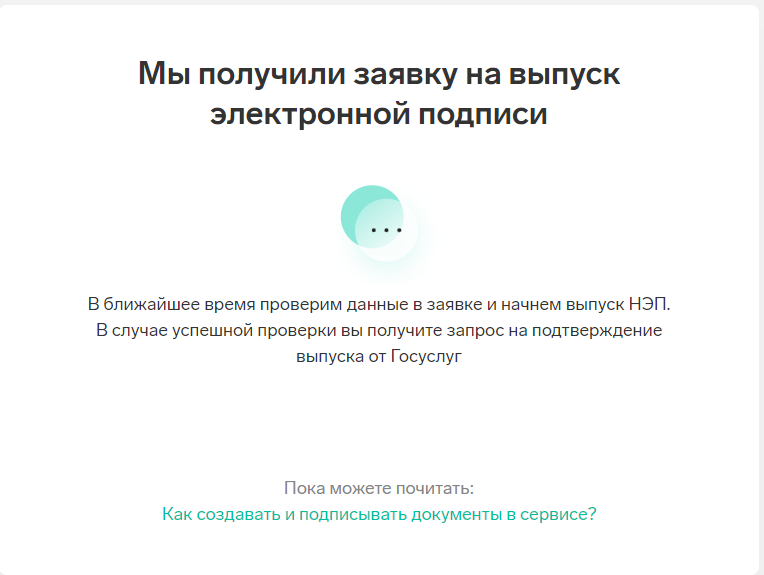 Мы получили заявку на выпуск
электронной подписи
В ближайшее время проверим данные в заявке и начнем выпуск НЭП.
В случае успешной проверки вы получите запрос на подтверждение
выпуска от Госуслуг
Пока можете почитать:
Как создавать и подписывать документы в сервисе?